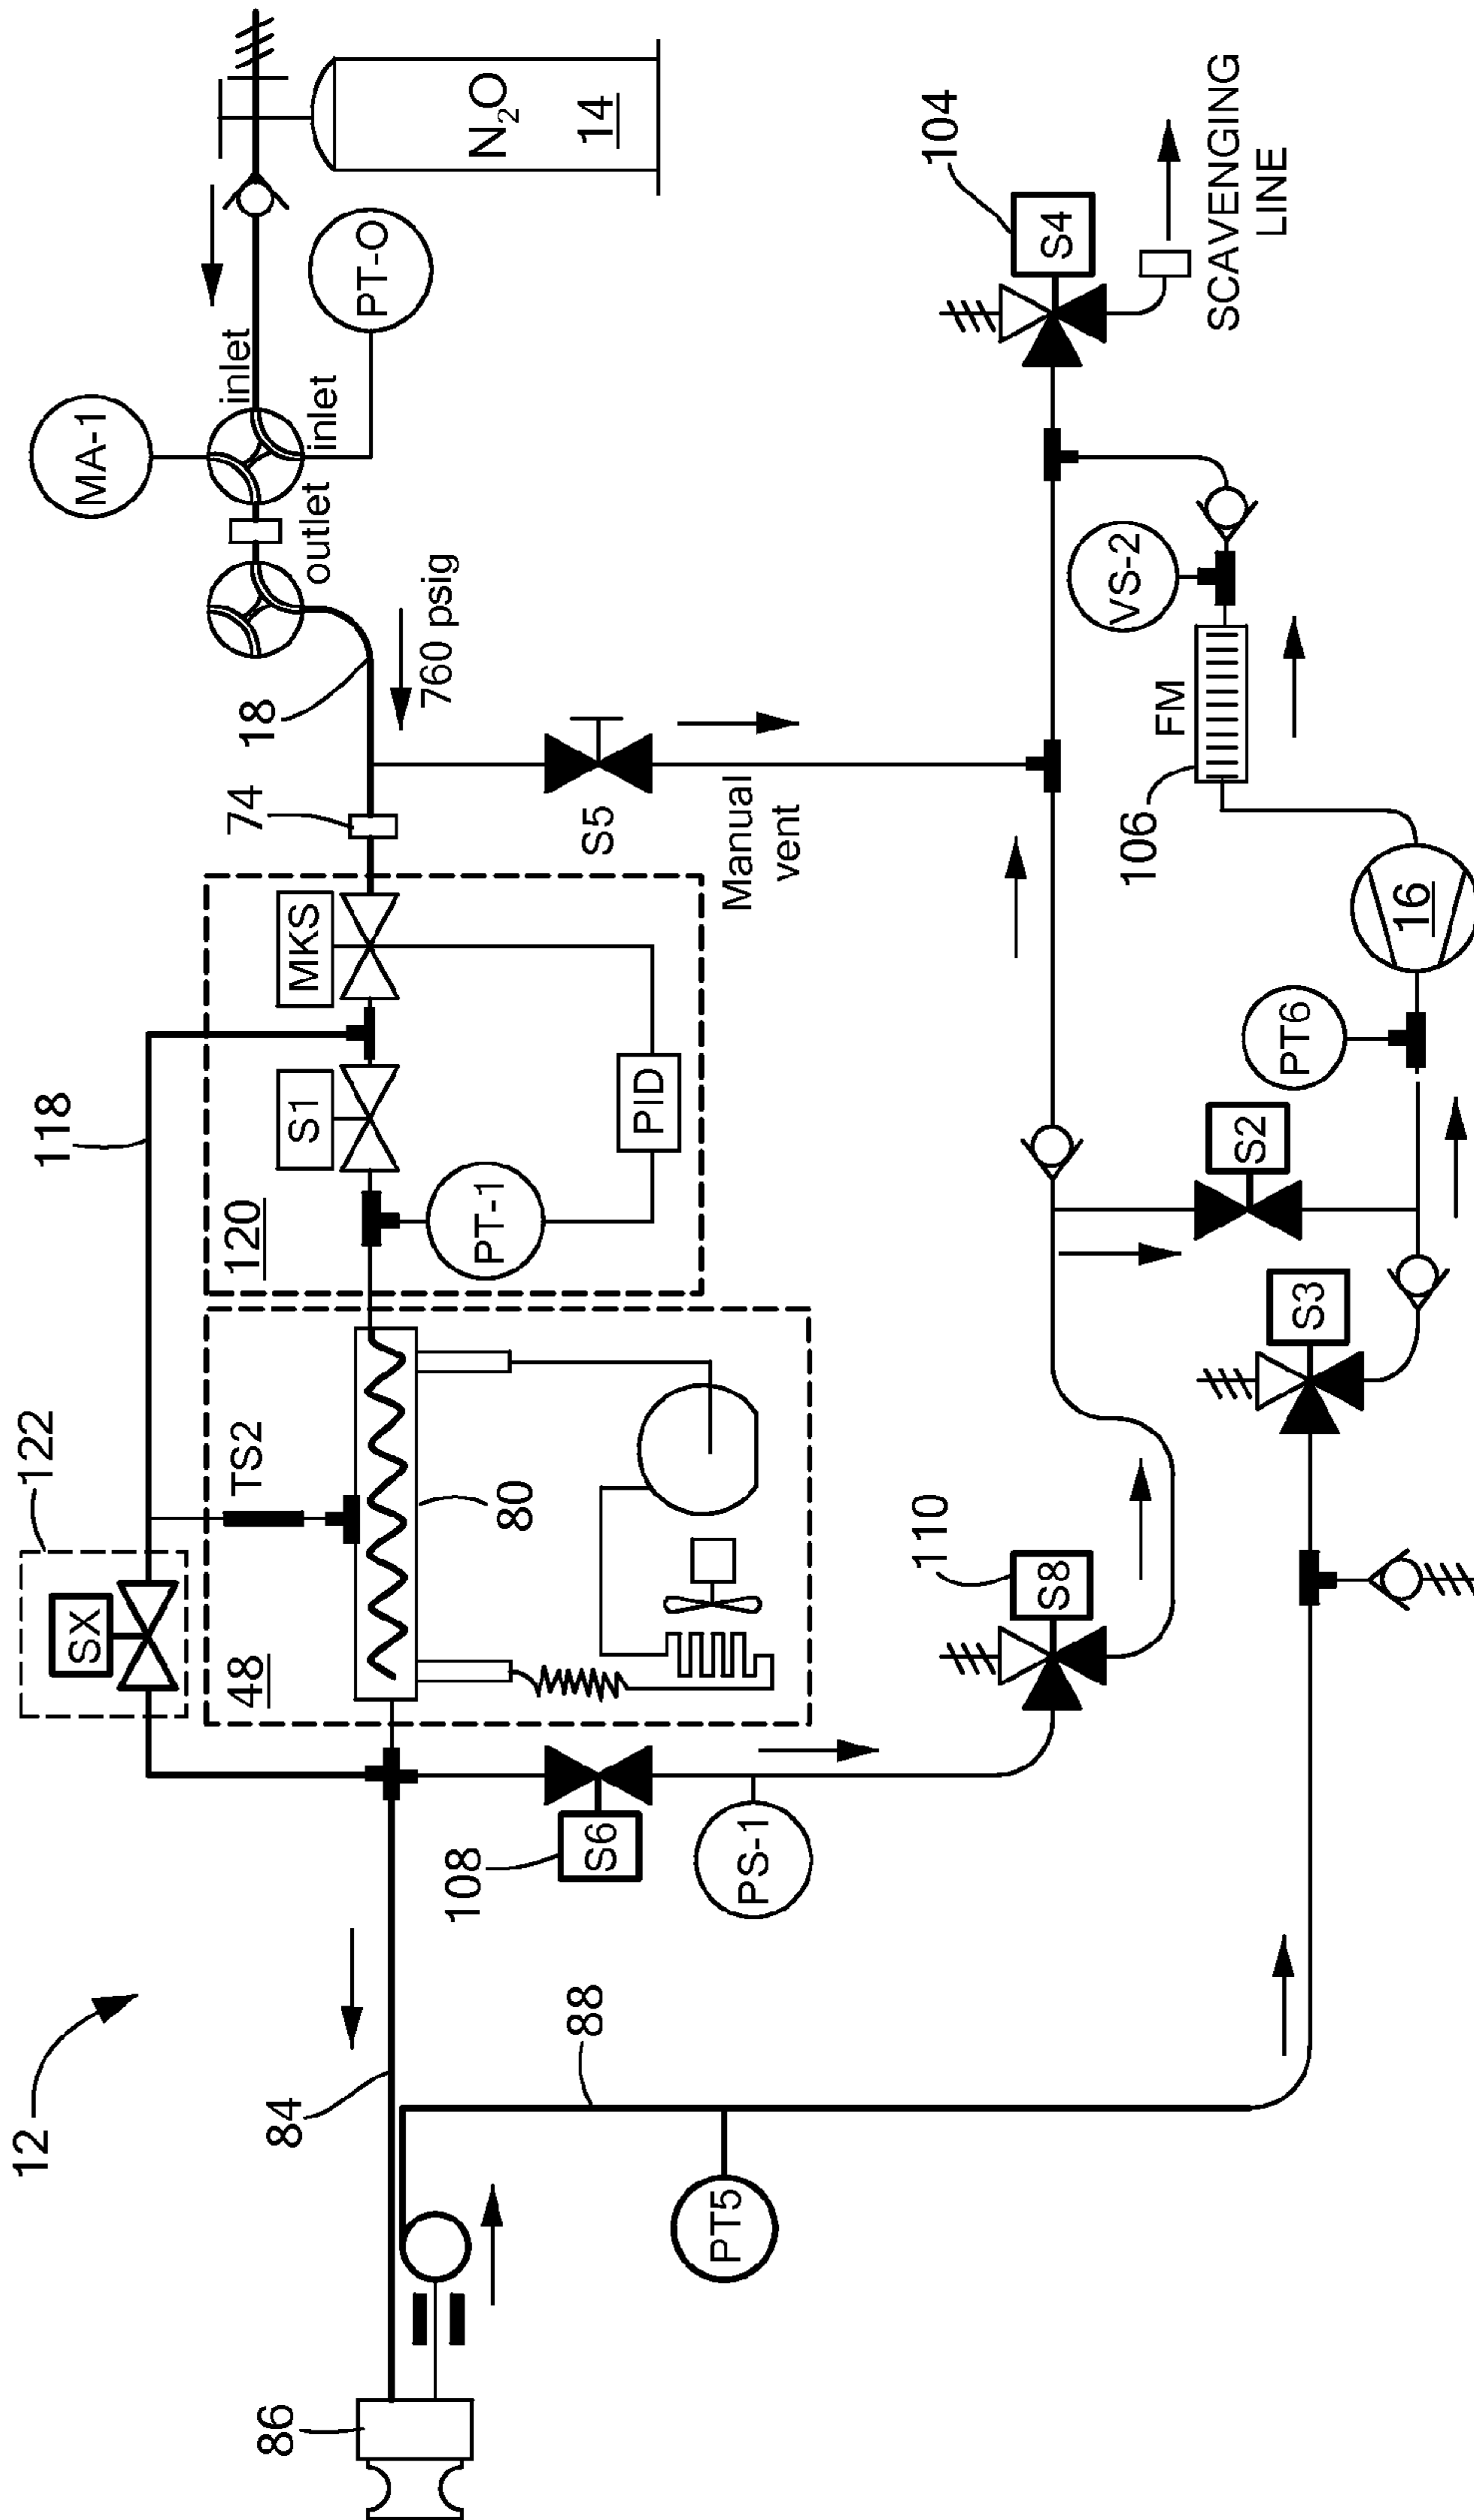 12
84
86
88
PT5
122
SX
118
TS2
48
80
120
S1
MKS
PT-1
PID
74
18
760 psig
MA-1
inlet
inlet
outlet
PT-O
N₂O
14
S5
Manual
vent
108
S6
PS-1
110
S8
S3
S2
PT6
16
106
FM
VS-2
104
S4
SCAVENGING
LINE